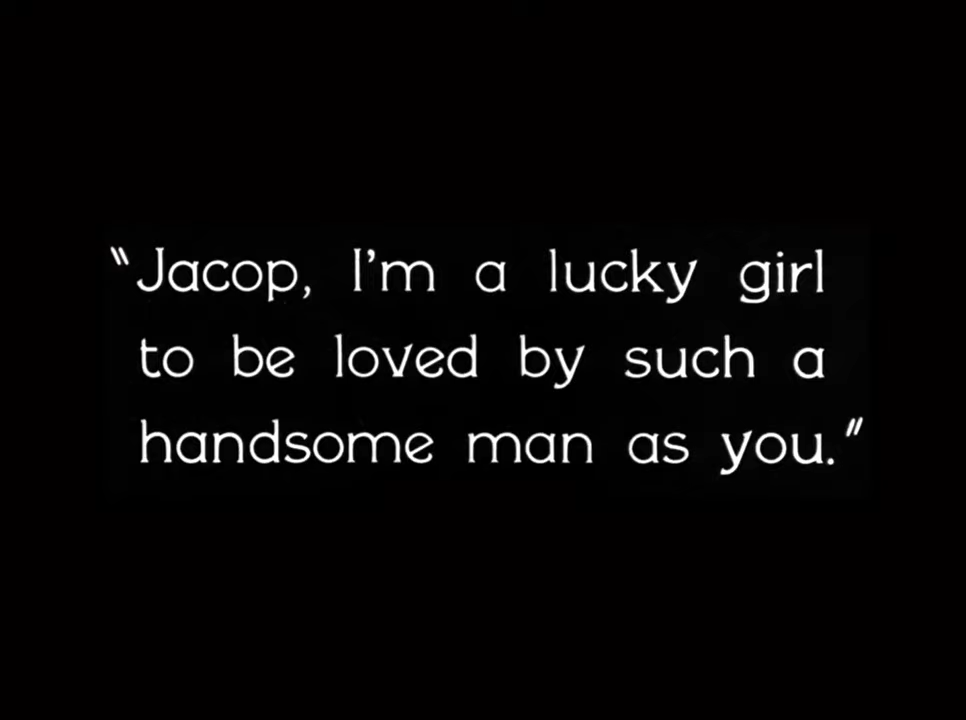 "Jacop, I'm a lucky girl
to be loved by such a
handsome man as you."